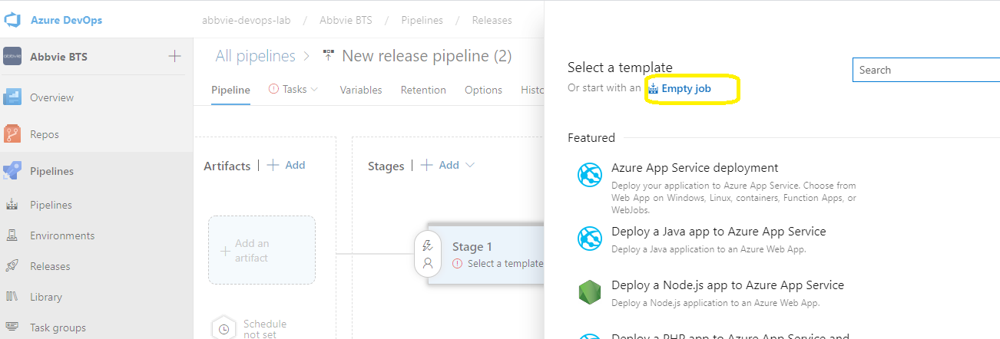 Azure DevOps
abbvie-devops-lab / Abbvie BTS / Pipelines / Releases
abbvie
Abbvie BTS
Overview
Repos
Pipelines
Pipelines
Environments
Releases
Library
Task groups
All pipelines > New release pipeline (2)
Pipeline Tasks Variables Retention Options Histo
Artifacts | + Add
Add an
artifact
Schedule
not set
Stages | + Add
Stage 1
Select a template
Select a template
Or start with an Empty job
Search
Featured
Azure App Service deployment
Deploy your application to Azure App Service. Choose from
Web App on Windows, Linux, containers, Function Apps, or
WebJobs.
Deploy a Java app to Azure App Service
Deploy a Java application to an Azure Web App.
Deploy a Node.js app to Azure App Service
Deploy a Node.js application to an Azure Web App.
Deploy a PHP app to Azure App Service and